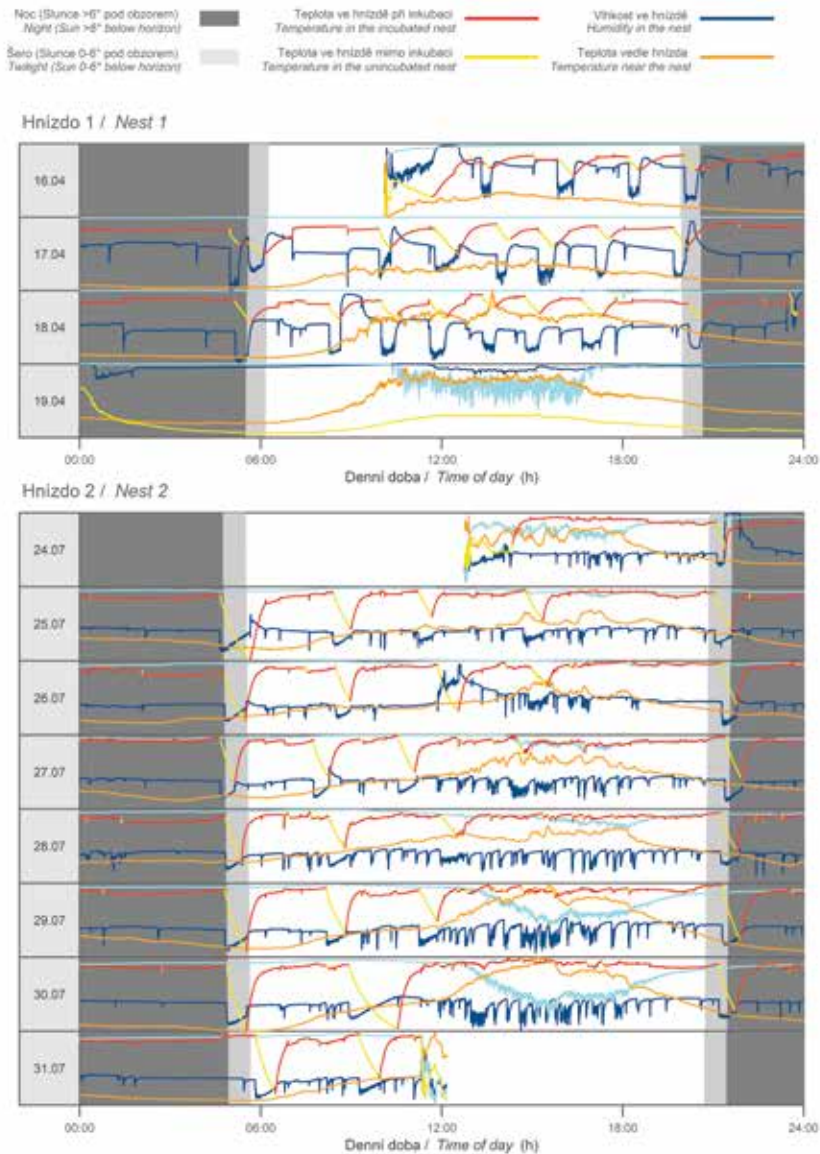 Noc (Slunce >6° pod obzorem)
Night (Sun >6° below horizon)
Šero (Slunce 0-6° pod obzorem)
Twilight (Sun 0-6° below horizon)
Teplota ve hnízdě při inkubaci
Temperature in the incubated nest
Teplota ve hnízdě mimo inkubaci
Temperature in the unincubated nest
Vlhkost ve hnízdě
Humidity in the nest
Teplota vedle hnízda
Temperature near the nest
Hnízdo 1 / Nest 1
16.04
17.04
18.04
19.04
00:00 06:00 12:00 18:00 24:00
Denní doba / Time of day (h)
Hnízdo 2 / Nest 2
24.07
25.07
26.07
27.07
28.07
29.07
30.07
31.07
00:00 06:00 12:00 18:00 24:00
Denní doba / Time of day (h)